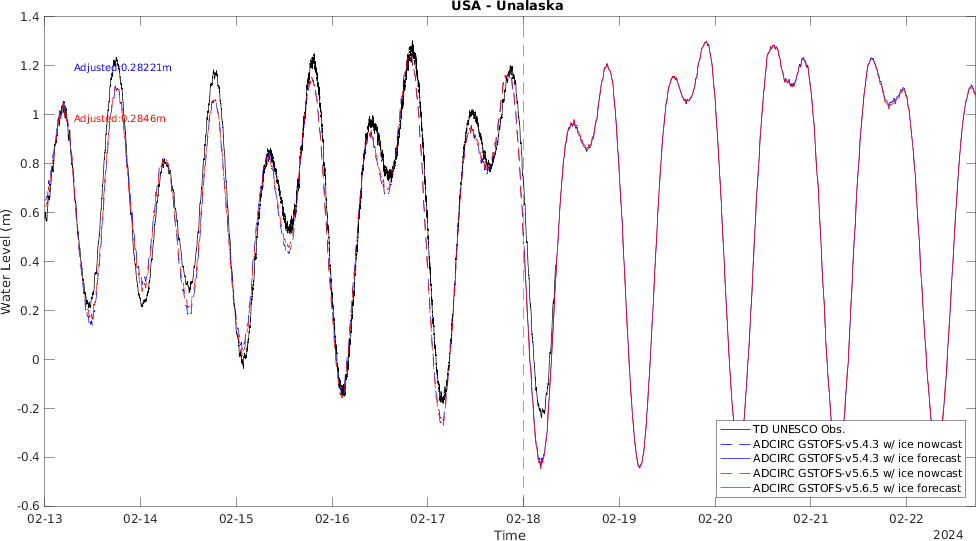 USA - Unalaska
1.4
1.2
1
0.8
0.6
0.4
0.2
0
-0.2
-0.4
-0.6
Water Level (m)
Adjusted:0.28221m
Adjusted:0.2846m
TD UNESCO Obs.
ADCIRC GSTOFS-v5.4.3 w/ ice nowcast
ADCIRC GSTOFS-v5.4.3 w/ ice forecast
ADCIRC GSTOFS-v5.6.5 w/ ice nowcast
ADCIRC GSTOFS-v5.6.5 w/ ice forecast
02-13 02-14 02-15 02-16 02-17 02-18 02-19 02-20 02-21 02-22
Time
2024